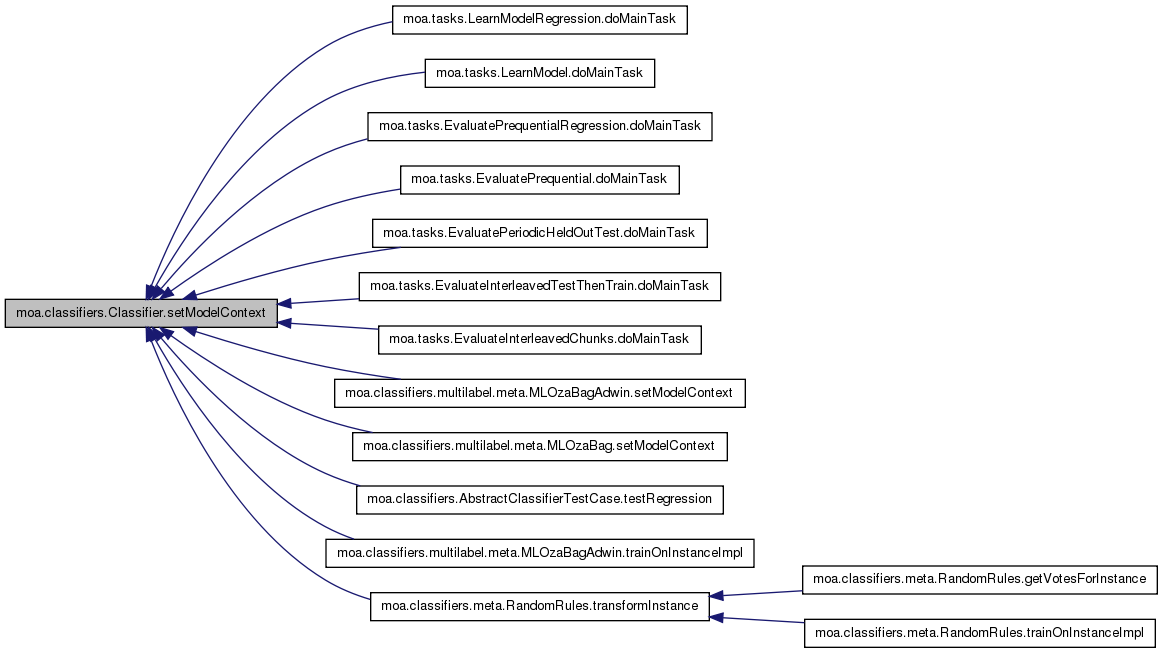 moa.tasks.LearnModelRegression.doMainTask
moa.tasks.LearnModel.doMainTask
moa.tasks.EvaluatePrequentialRegression.doMainTask
moa.tasks.EvaluatePrequential.doMainTask
moa.tasks.EvaluatePeriodicHeldOutTest.doMainTask
moa.tasks.EvaluateInterleavedTestThenTrain.doMainTask
moa.classifiers.Classifier.setModelContext
moa.tasks.EvaluateInterleavedChunks.doMainTask
moa.classifiers.multilabel.meta.MLOzaBagAdwin.setModelContext
moa.classifiers.multilabel.meta.MLOzaBag.setModelContext
moa.classifiers.AbstractClassifierTestCase.testRegression
moa.classifiers.multilabel.meta.MLOzaBagAdwin.trainOnInstanceImpl
moa.classifiers.meta.RandomRules.getVotesForInstance
moa.classifiers.meta.RandomRules.transformInstance
moa.classifiers.meta.RandomRules.trainOnInstanceImpl